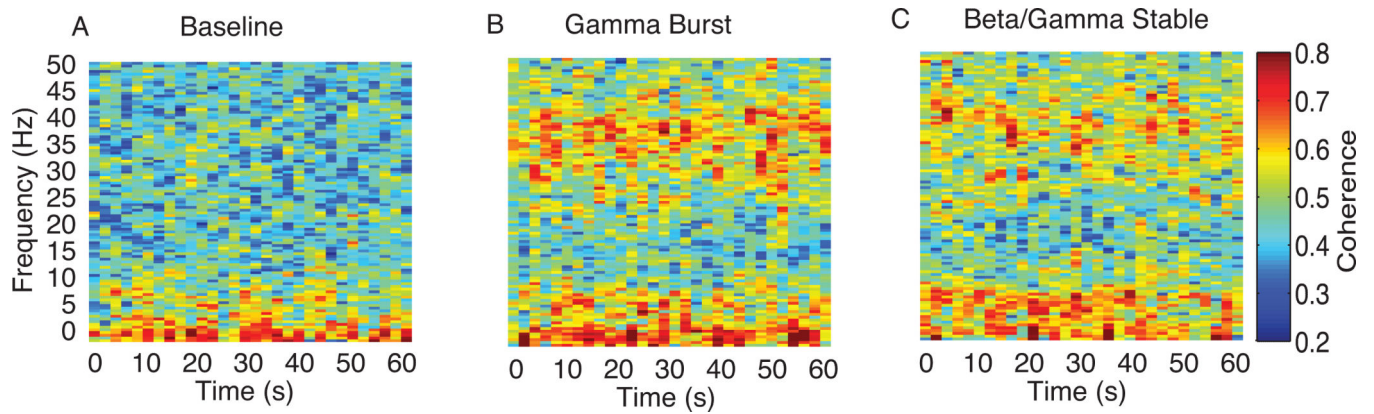 A Baseline
B Gamma Burst
C Beta/Gamma Stable
Frequency (Hz)
50
45
40
35
30
25
20
15
10
5
0
0 10 20 30 40 50 60
Time (s)
0 10 20 30 40 50 60
Time (s)
0 10 20 30 40 50 60
Time (s)
0.8
0.7
0.6
0.5
0.4
0.3
0.2
Coherence